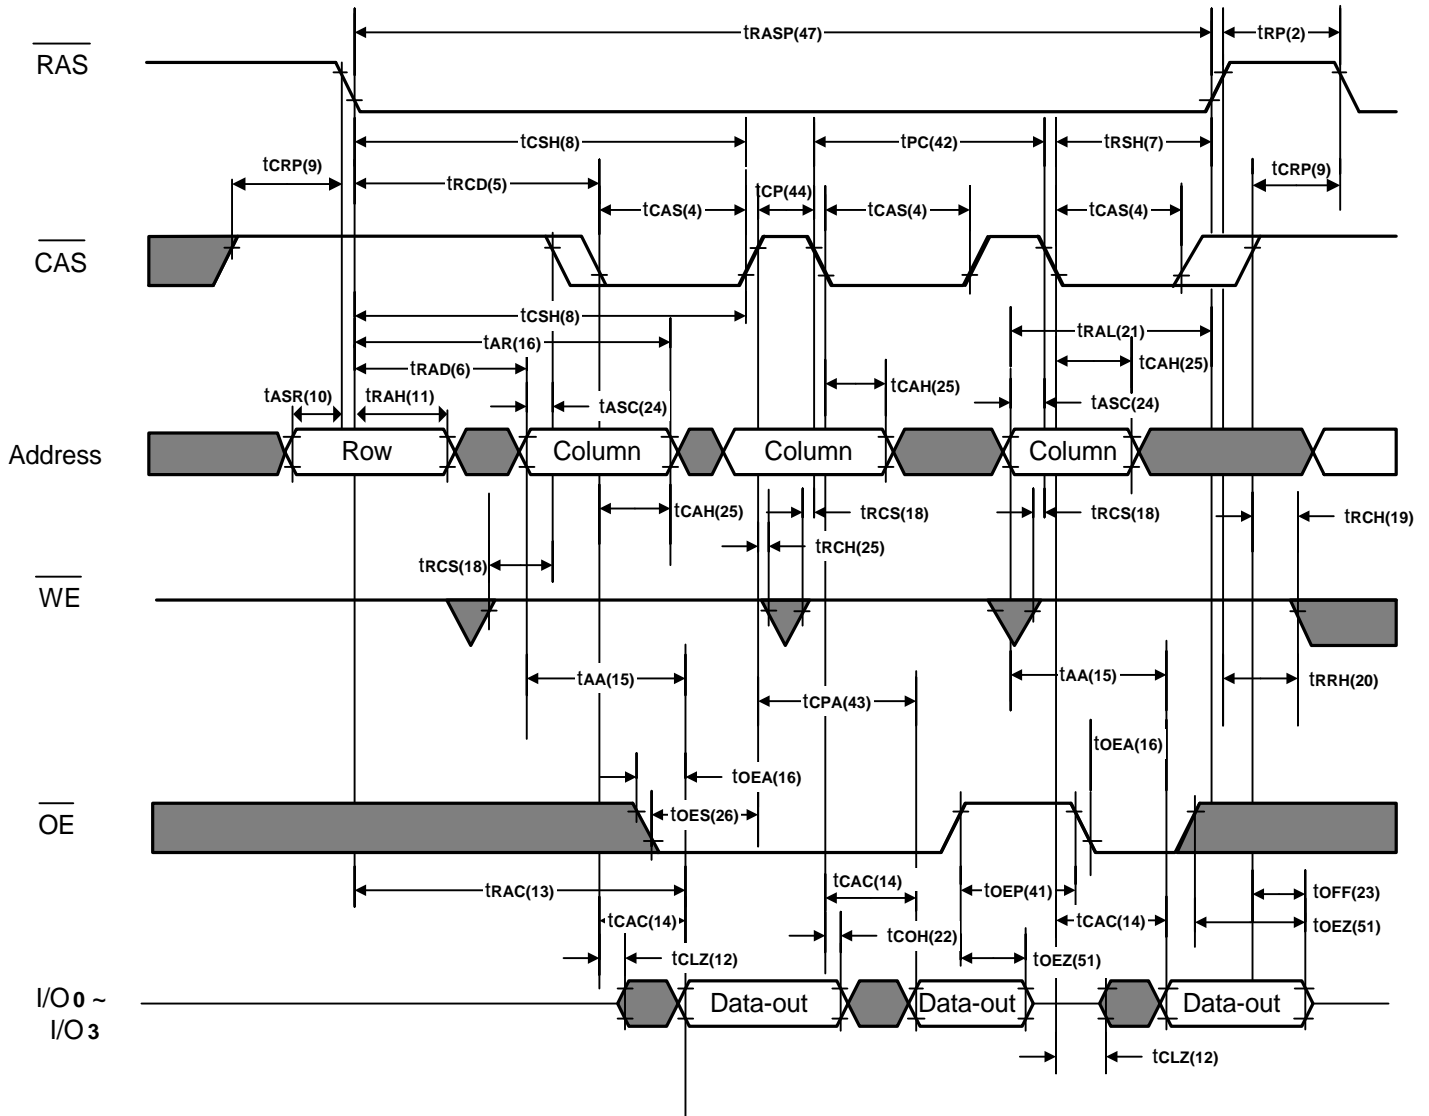 tRASP(47)
tRP(2)
RAS
tCSH(8)
tPC(42)
tRSH(7)
tCRP(9)
tRCD(5)
tCP(44)
tCRP(9)
tCAS(4)
tCAS(4)
tCAS(4)
CAS
tCSH(8)
tRAL(21)
tAR(16)
tRAD(6)
tCAH(25)
tCAH(25)
tASR(10)
tRAH(11)
tASC(24)
tASC(24)
Address
Row
Column
Column
Column
tCAH(25)
tRCS(18)
tRCS(18)
tRCH(19)
tRCH(25)
tRCS(18)
WE
tAA(15)
tAA(15)
tRRH(20)
tCPA(43)
tOEA(16)
tOEA(16)
OE
tOES(26)
tRAC(13)
tCAC(14)
tOEP(41)
tOFF(23)
tCAC(14)
tCAC(14)
tOEZ(51)
tCOH(22)
tCLZ(12)
tOEZ(51)
I/O 0 ~
I/O 3
Data-out
Data-out
Data-out
tCLZ(12)